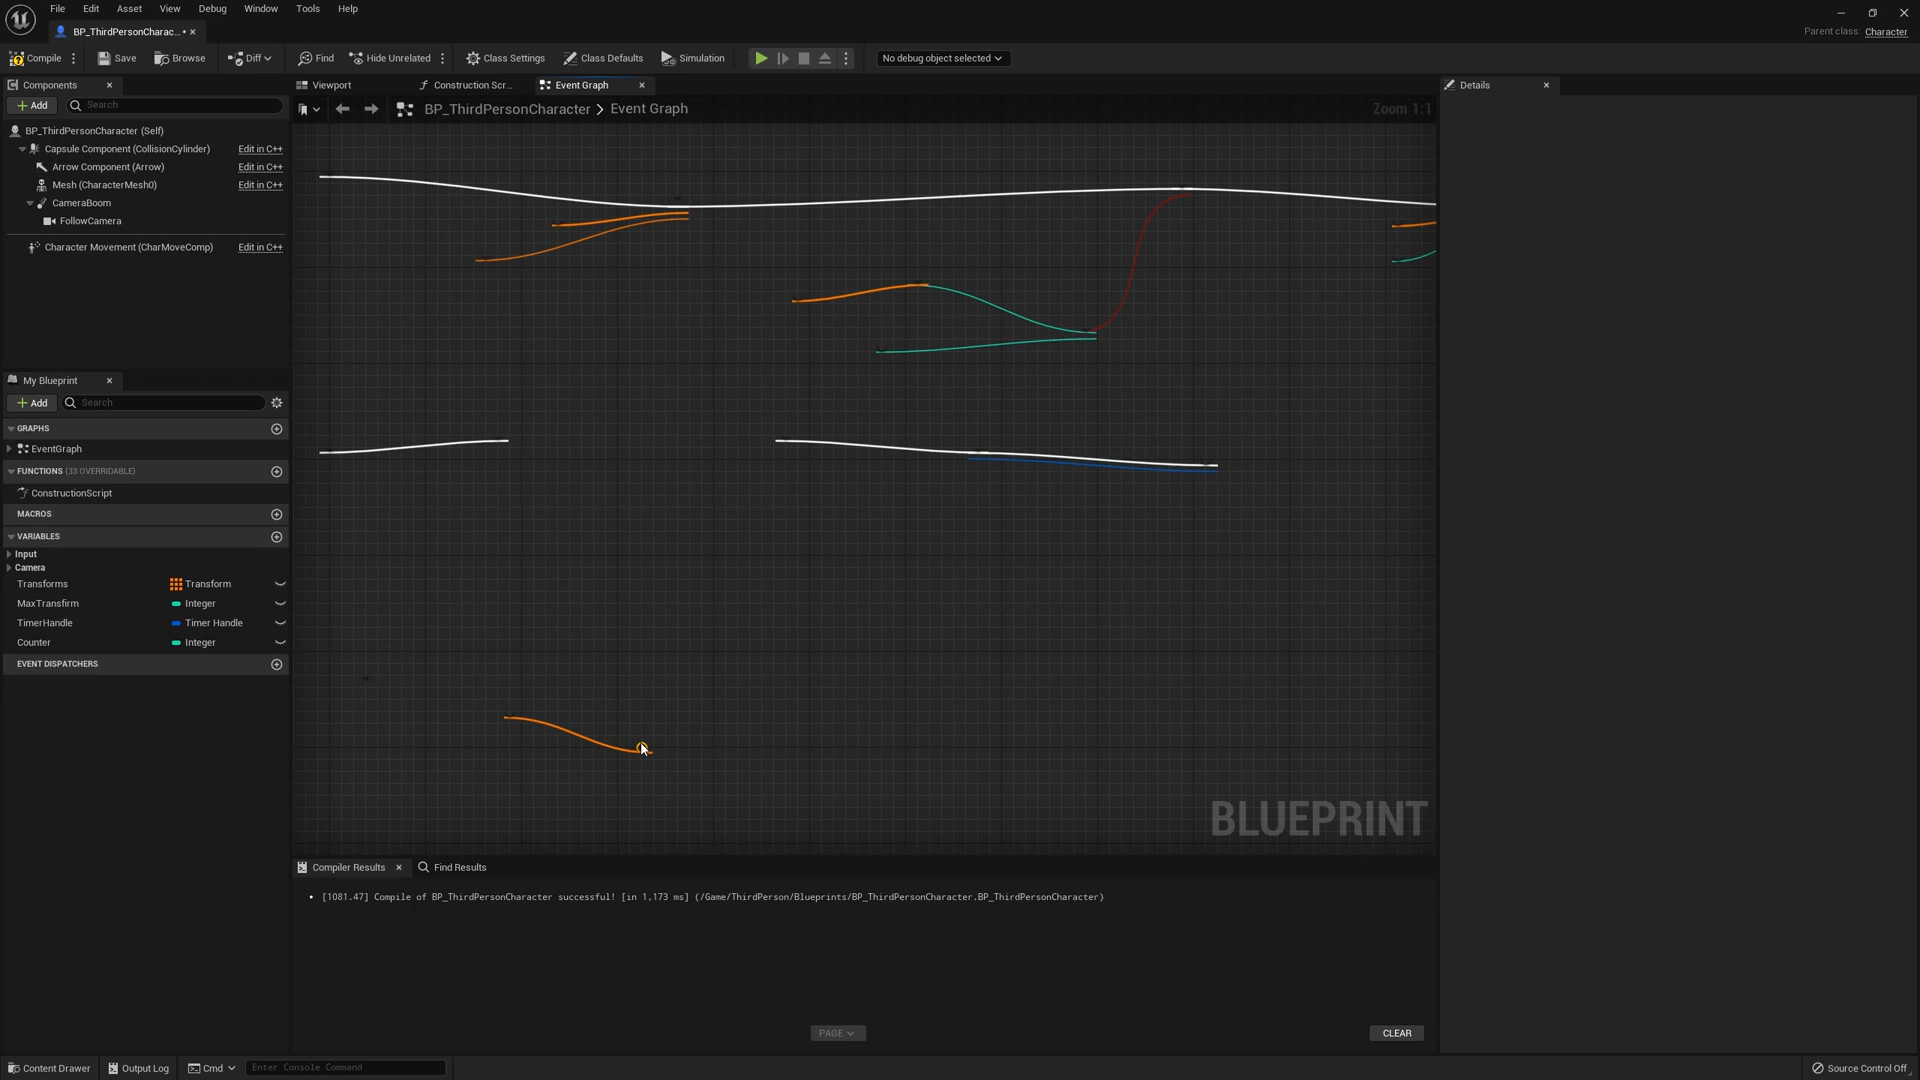 File Edit Asset View Debug Window Tools Help
BP_ThirdPersonCharac... •
Parent class: Character
Compile Save Browse Diff Find Hide Unrelated Class Settings Class Defaults Simulation No debug object selected
Components
Viewport Construction Scr... Event Graph
Details
Add Search
BP_ThirdPersonCharacter > Event Graph Zoom 1:1
BP_ThirdPersonCharacter (Self)
Capsule Component (CollisionCylinder) Edit in C++
Arrow Component (Arrow) Edit in C++
Mesh (CharacterMesh0) Edit in C++
CameraBoom
FollowCamera
Character Movement (CharMoveComp) Edit in C++
My Blueprint
Add Search
GRAPHS
EventGraph
FUNCTIONS (33 OVERRIDABLE)
ConstructionScript
MACROS
VARIABLES
Input
Camera
Transforms Transform
MaxTransfirm Integer
TimerHandle Timer Handle
Counter Integer
EVENT DISPATCHERS
BLUEPRINT
Compiler Results Find Results
• [1081.47] Compile of BP_ThirdPersonCharacter successful! [in 1,173 ms] (/Game/ThirdPerson/Blueprints/BP_ThirdPersonCharacter.BP_ThirdPersonCharacter)
PAGE CLEAR
Content Drawer Output Log Cmd Enter Console Command Source Control Off